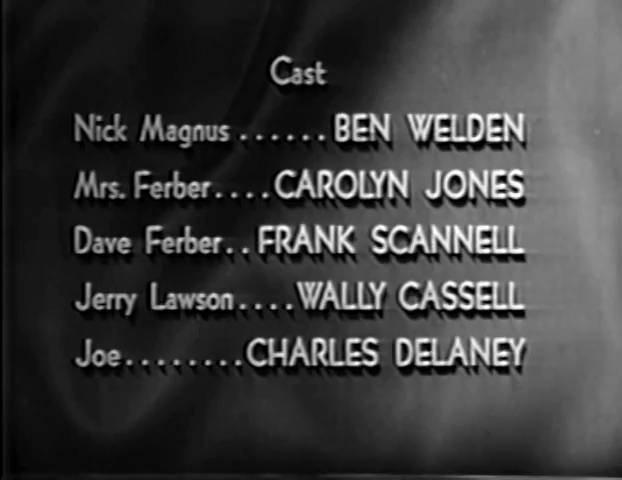 Cast
Nick Magnus......BEN WELDEN
Mrs. Ferber....CAROLYN JONES
Dave Ferber..FRANK SCANNELL
Jerry Lawson....WALLY CASSELL
Joe........CHARLES DELANEY